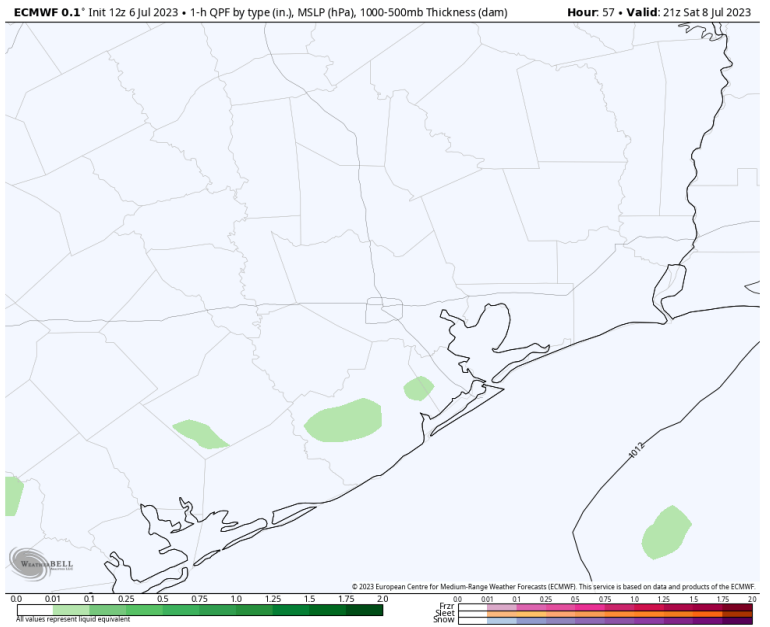 ECMWF 0.1° Init 12z 6 Jul 2023 • 1-h QPF by type (in.), MSLP (hPa), 1000-500mb Thickness (dam) Hour: 57 • Valid: 21z Sat 8 Jul 2023
1012
WEATHERBELL
© 2023 European Centre for Medium-Range Weather Forecasts (ECMWF). This service is based on data and products of the ECMWF
0.0 0.01 0.1 0.25 0.50 0.75 1.0 1.25 1.5 1.75 2.0
All values represent liquid equivalent
0.0 0.01 0.1 0.25 0.50 0.75 1.0 1.25 1.5 1.75 2.0
Frzr
Sleet
Snow